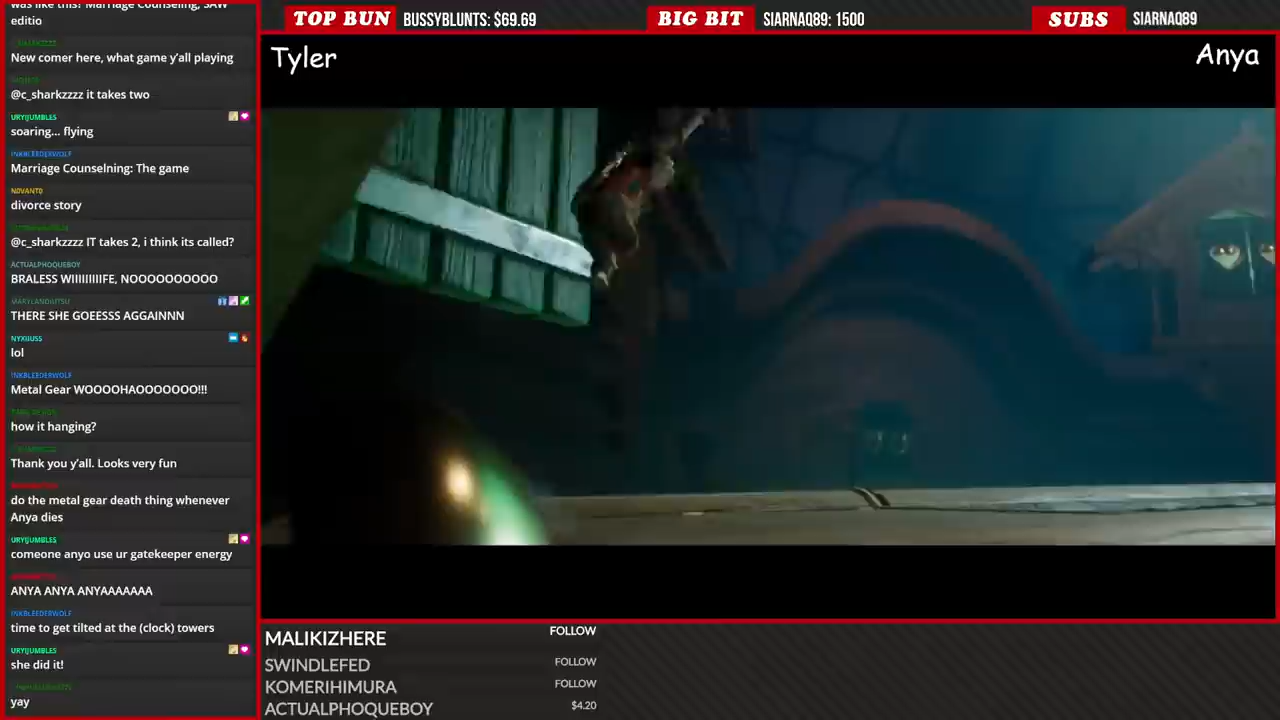 was like this! Marriage Counseling, SAW
editio
New comer here, what game y'all playing
@c_sharkzzzz it takes two
URYIJUMBLES
soaring... flying
INKBLEEDERWOLF
Marriage Counselning: The game
NOVANTO
divorce story
@c_sharkzzzz IT takes 2, i think its called?
ACTUALPHOQUEBOY
BRALESS WIIIIIIIIFE, NOOOOOOOOOO
THERE SHE GOEESSS AGGAINNN
lol
INKBLEEDERWOLF
Metal Gear WOOOOHAOOOOOOO!!!
how it hanging?
Thank you y'all. Looks very fun
do the metal gear death thing whenever
Anya dies
URYIJUMBLES
someone anyo use ur gatekeeper energy
ANYA ANYA ANYAAAAAAA
INKBLEEDERWOLF
time to get tilted at the (clock) towers
URYIJUMBLES
she did it!
yay
TOP BUN BUSSYBLUNTS: $69.69 BIG BIT SIARNAQ89: 1500 SUBS SIARNAQ89
Tyler Anya
MALIKIZHERE FOLLOW
SWINDLEFED FOLLOW
KOMERIHIMURA FOLLOW
ACTUALPHOQUEBOY $4.20